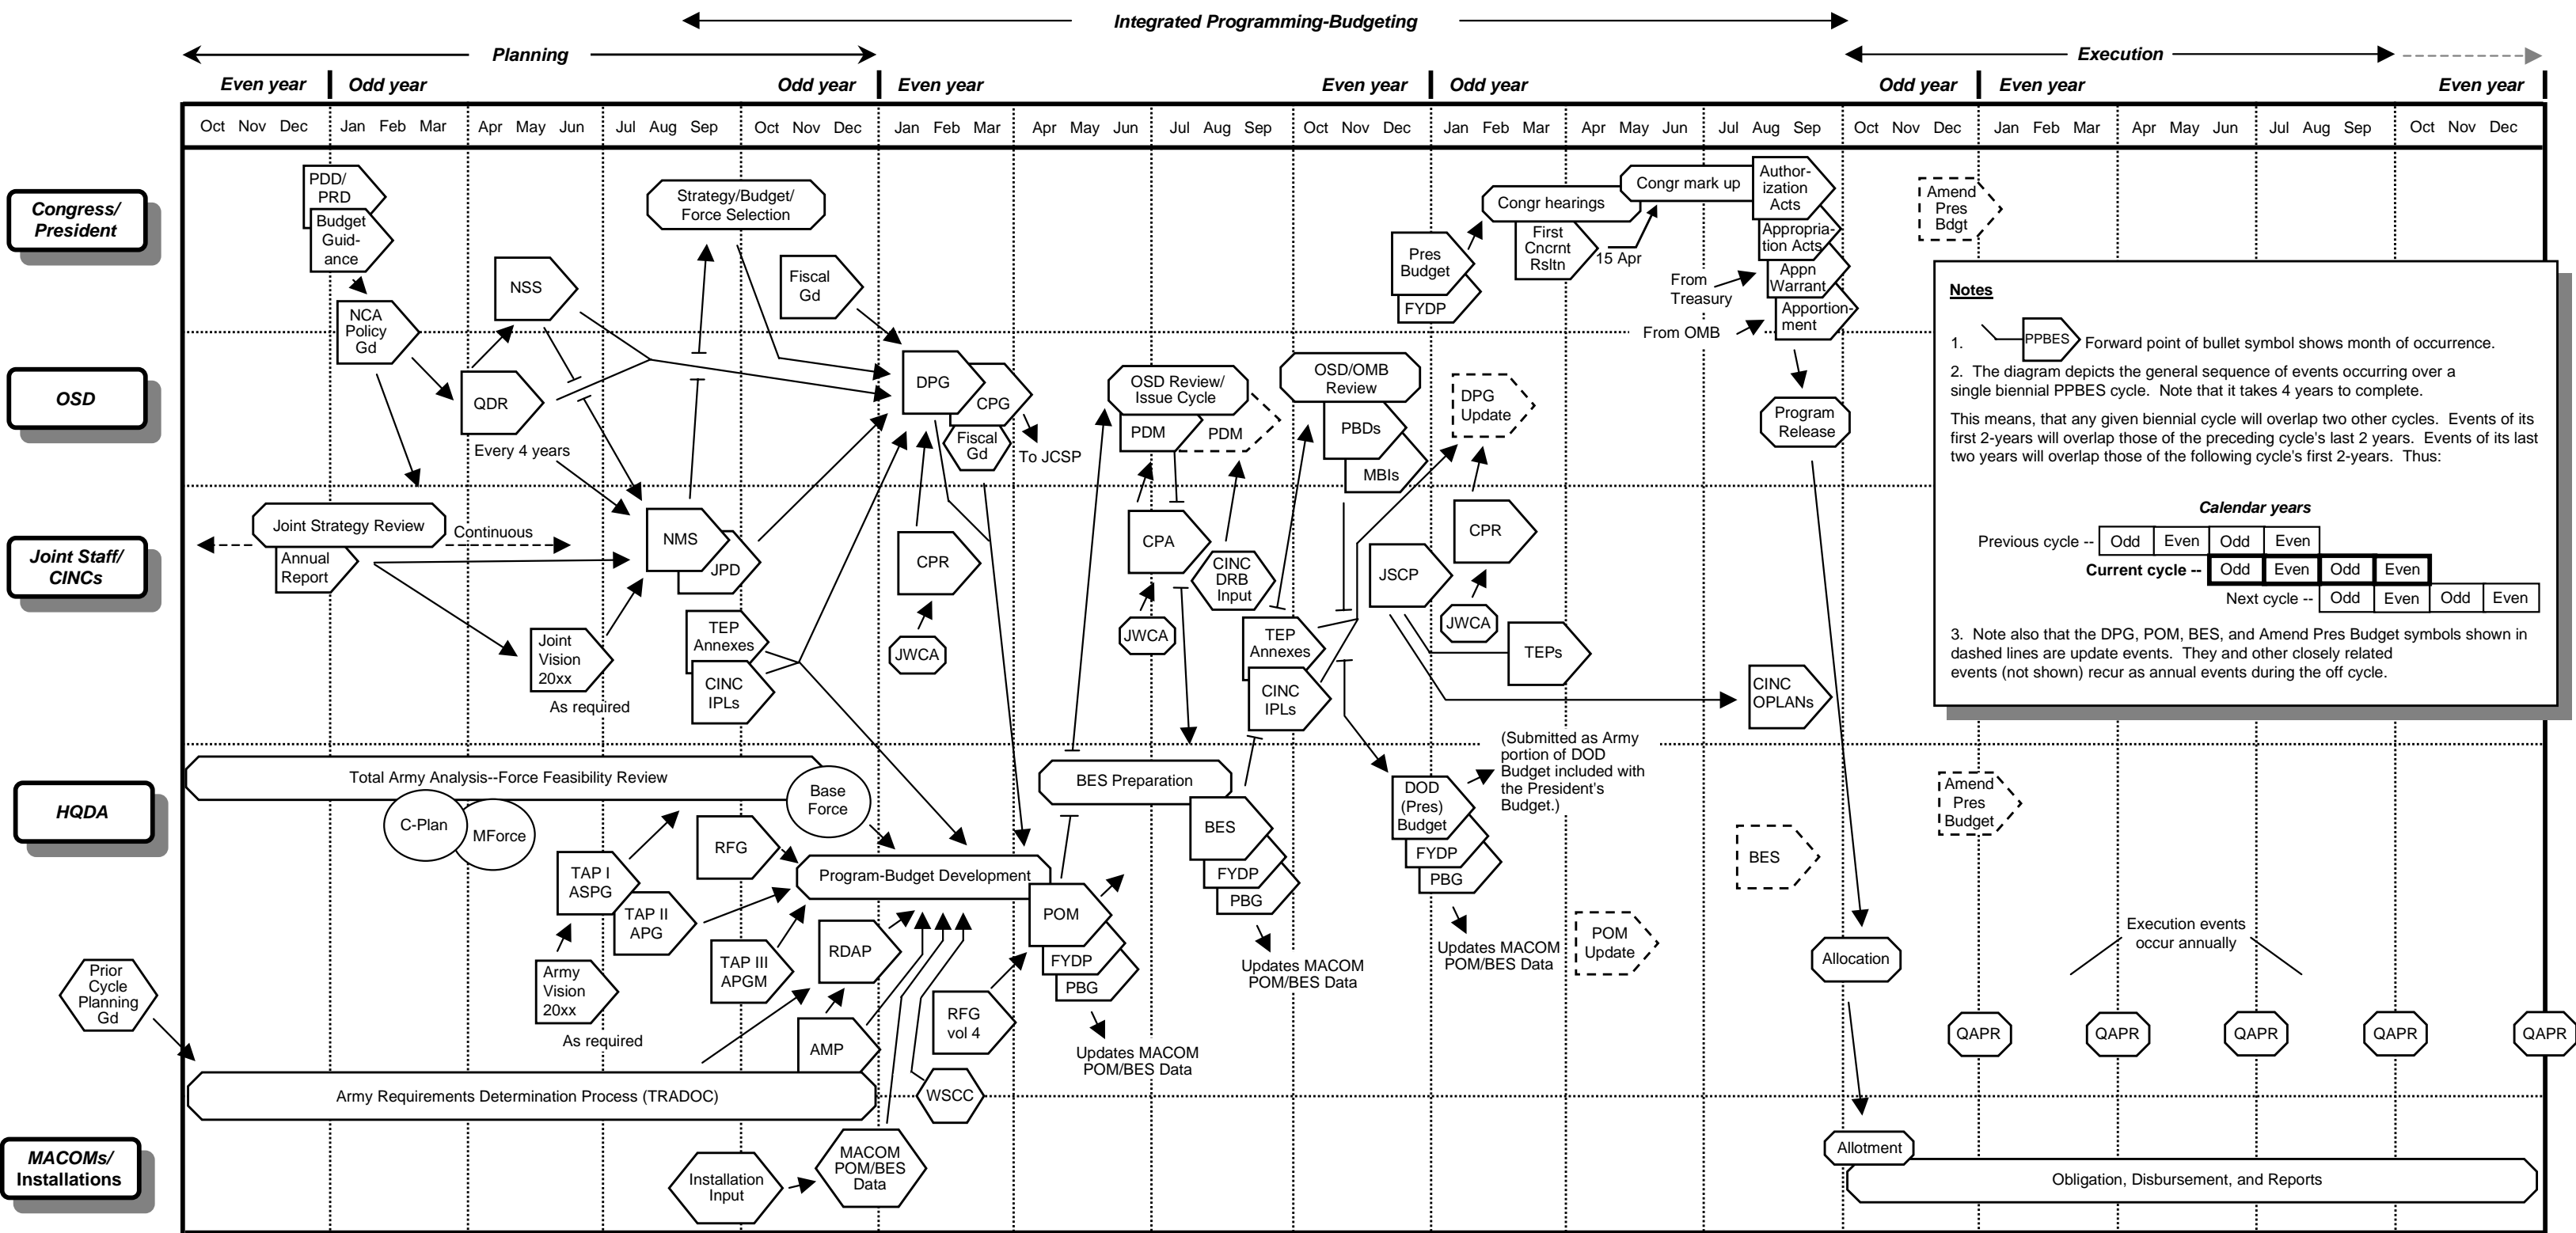 Integrated Programming-Budgeting
Planning
Execution
Even year
Odd year
Odd year
Even year
Even year
Odd year
Odd year
Even year
Even year
Oct Nov Dec Jan Feb Mar Apr May Jun Jul Aug Sep Oct Nov Dec Jan Feb Mar Apr May Jun Jul Aug Sep Oct Nov Dec Jan Feb Mar Apr May Jun Jul Aug Sep Oct Nov Dec Jan Feb Mar Apr May Jun Jul Aug Sep Oct Nov Dec
Congress/
President
PDD/
PRD
Budget
Guid-
ance
NCA
Policy
Gd
NSS
Strategy/Budget/
Force Selection
Fiscal
Gd
Pres
Budget
FYDP
Congr hearings
First
Cncrnt
Rsltn
15 Apr
Congr mark up
Author-
ization
Acts
Appropria-
tion Acts
Appn
Warrant
Apportion-
ment
From
Treasury
From OMB
Amend
Pres
Bdgt
OSD
QDR
Every 4 years
DPG
CPG
Fiscal
Gd
To JCSP
OSD Review/
Issue Cycle
PDM
PDM
OSD/OMB
Review
PBDs
MBIs
DPG
Update
Program
Release
Joint Staff/
CINCs
Joint Strategy Review
Continuous
Annual
Report
Joint
Vision
20xx
As required
NMS
JPD
TEP
Annexes
CINC
IPLs
CPR
JWCA
CPA
JWCA
CINC
DRB
Input
TEP
Annexes
CINC
IPLs
JSCP
CPR
JWCA
TEPs
CINC
OPLANs
HQDA
Total Army Analysis--Force Feasibility Review
C-Plan
MForce
Base
Force
TAP I
ASPG
TAP II
APG
Army
Vision
20xx
As required
RFG
TAP III
APGM
RDAP
AMP
Program-Budget Development
RFG
vol 4
WSCC
POM
FYDP
PBG
Updates MACOM
POM/BES Data
BES Preparation
BES
FYDP
PBG
Updates MACOM
POM/BES Data
DOD
(Pres)
Budget
FYDP
PBG
Updates MACOM
POM/BES Data
(Submitted as Army
portion of DOD
Budget included with
the President's
Budget.)
POM
Update
BES
Amend
Pres
Budget
Allocation
Execution events
occur annually
QAPR
QAPR
QAPR
QAPR
QAPR
Prior
Cycle
Planning
Gd
Army Requirements Determination Process (TRADOC)
MACOMs/
Installations
Installation
Input
MACOM
POM/BES
Data
Allotment
Obligation, Disbursement, and Reports
Notes
1. PPBES Forward point of bullet symbol shows month of occurrence.
2. The diagram depicts the general sequence of events occurring over a
single biennial PPBES cycle. Note that it takes 4 years to complete.
This means, that any given biennial cycle will overlap two other cycles. Events of its
first 2-years will overlap those of the preceding cycle's last 2 years. Events of its last
two years will overlap those of the following cycle's first 2-years. Thus:
Calendar years
Previous cycle -- Odd Even Odd Even
Current cycle -- Odd Even Odd Even
Next cycle -- Odd Even Odd Even
3. Note also that the DPG, POM, BES, and Amend Pres Budget symbols shown in
dashed lines are update events. They and other closely related
events (not shown) recur as annual events during the off cycle.